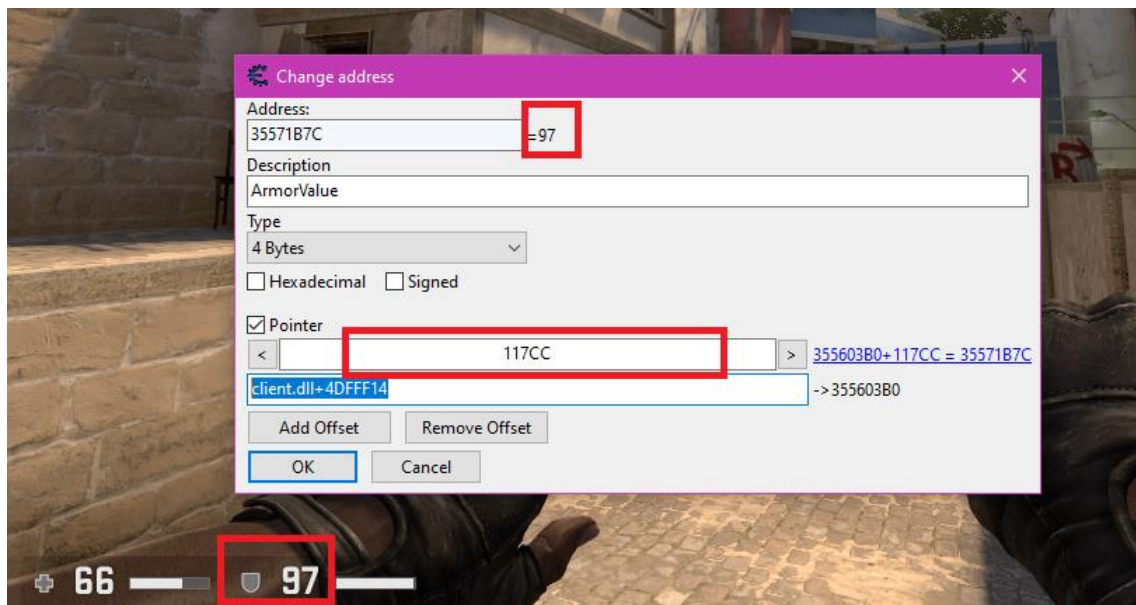 Change address
Address:
35571B7C =97
Description
ArmorValue
Type
4 Bytes
Hexadecimal Signed
Pointer
< 117CC > 355603B0+117CC = 35571B7C
client.dll+4DFFF14 ->355603B0
Add Offset Remove Offset
OK Cancel
R
66 97